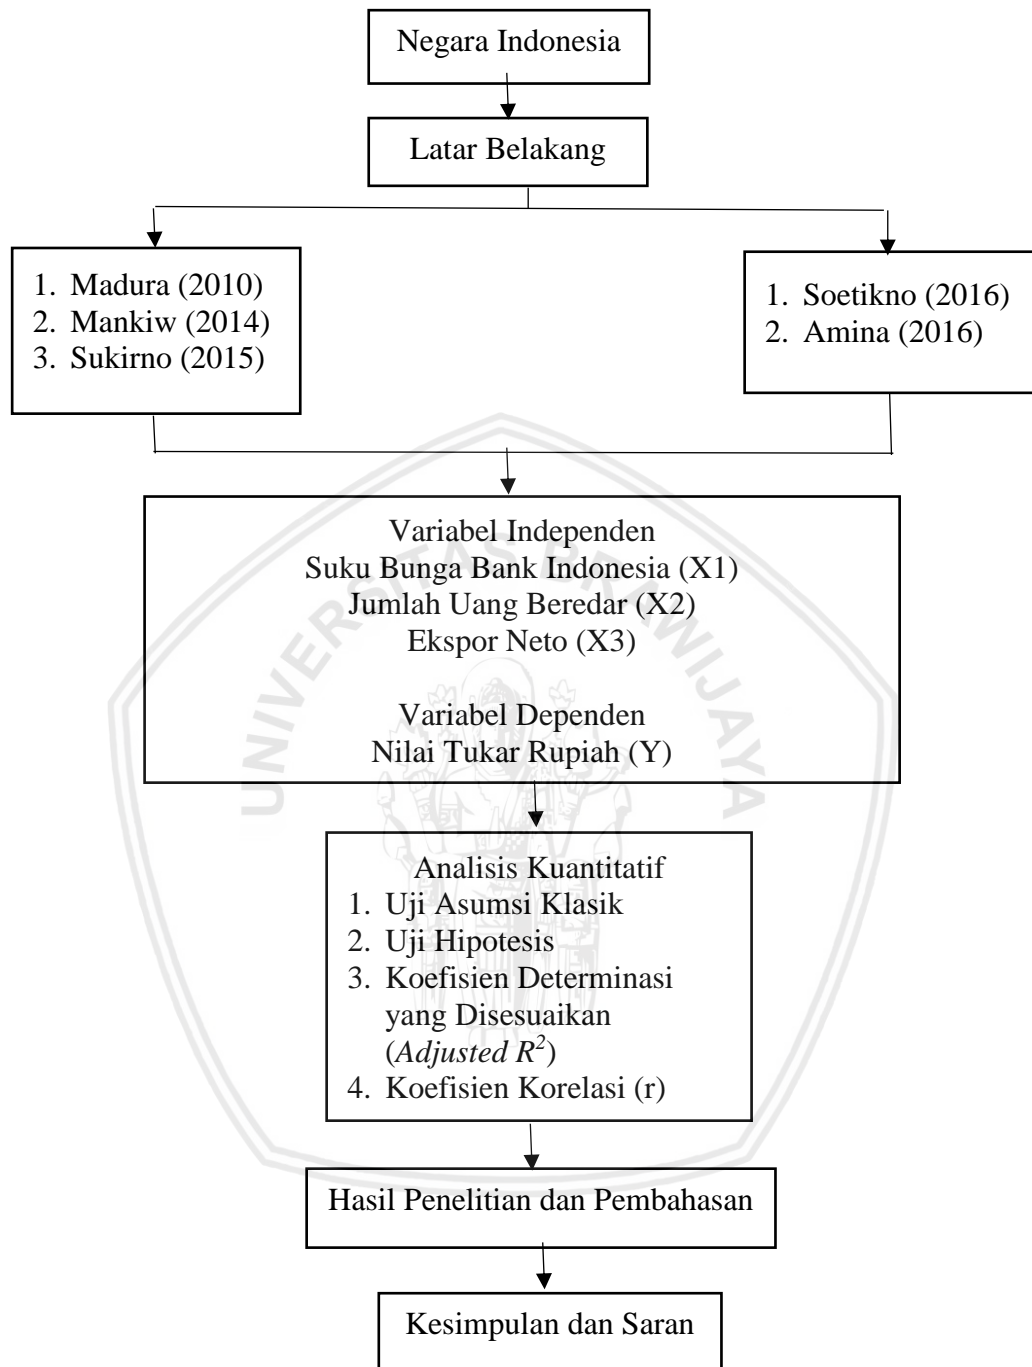 Negara Indonesia
Latar Belakang
1. Madura (2010)
2. Mankiw (2014)
3. Sukirno (2015)
1. Soetikno (2016)
2. Amina (2016)
Variabel Independen
Suku Bunga Bank Indonesia (X1)
Jumlah Uang Beredar (X2)
Ekspor Neto (X3)
Variabel Dependen
Nilai Tukar Rupiah (Y)
Analisis Kuantitatif
1. Uji Asumsi Klasik
2. Uji Hipotesis
3. Koefisien Determinasi
yang Disesuaikan
(Adjusted R²)
4. Koefisien Korelasi (r)
Hasil Penelitian dan Pembahasan
Kesimpulan dan Saran
UNIVERSITAS BRAWIJAYA